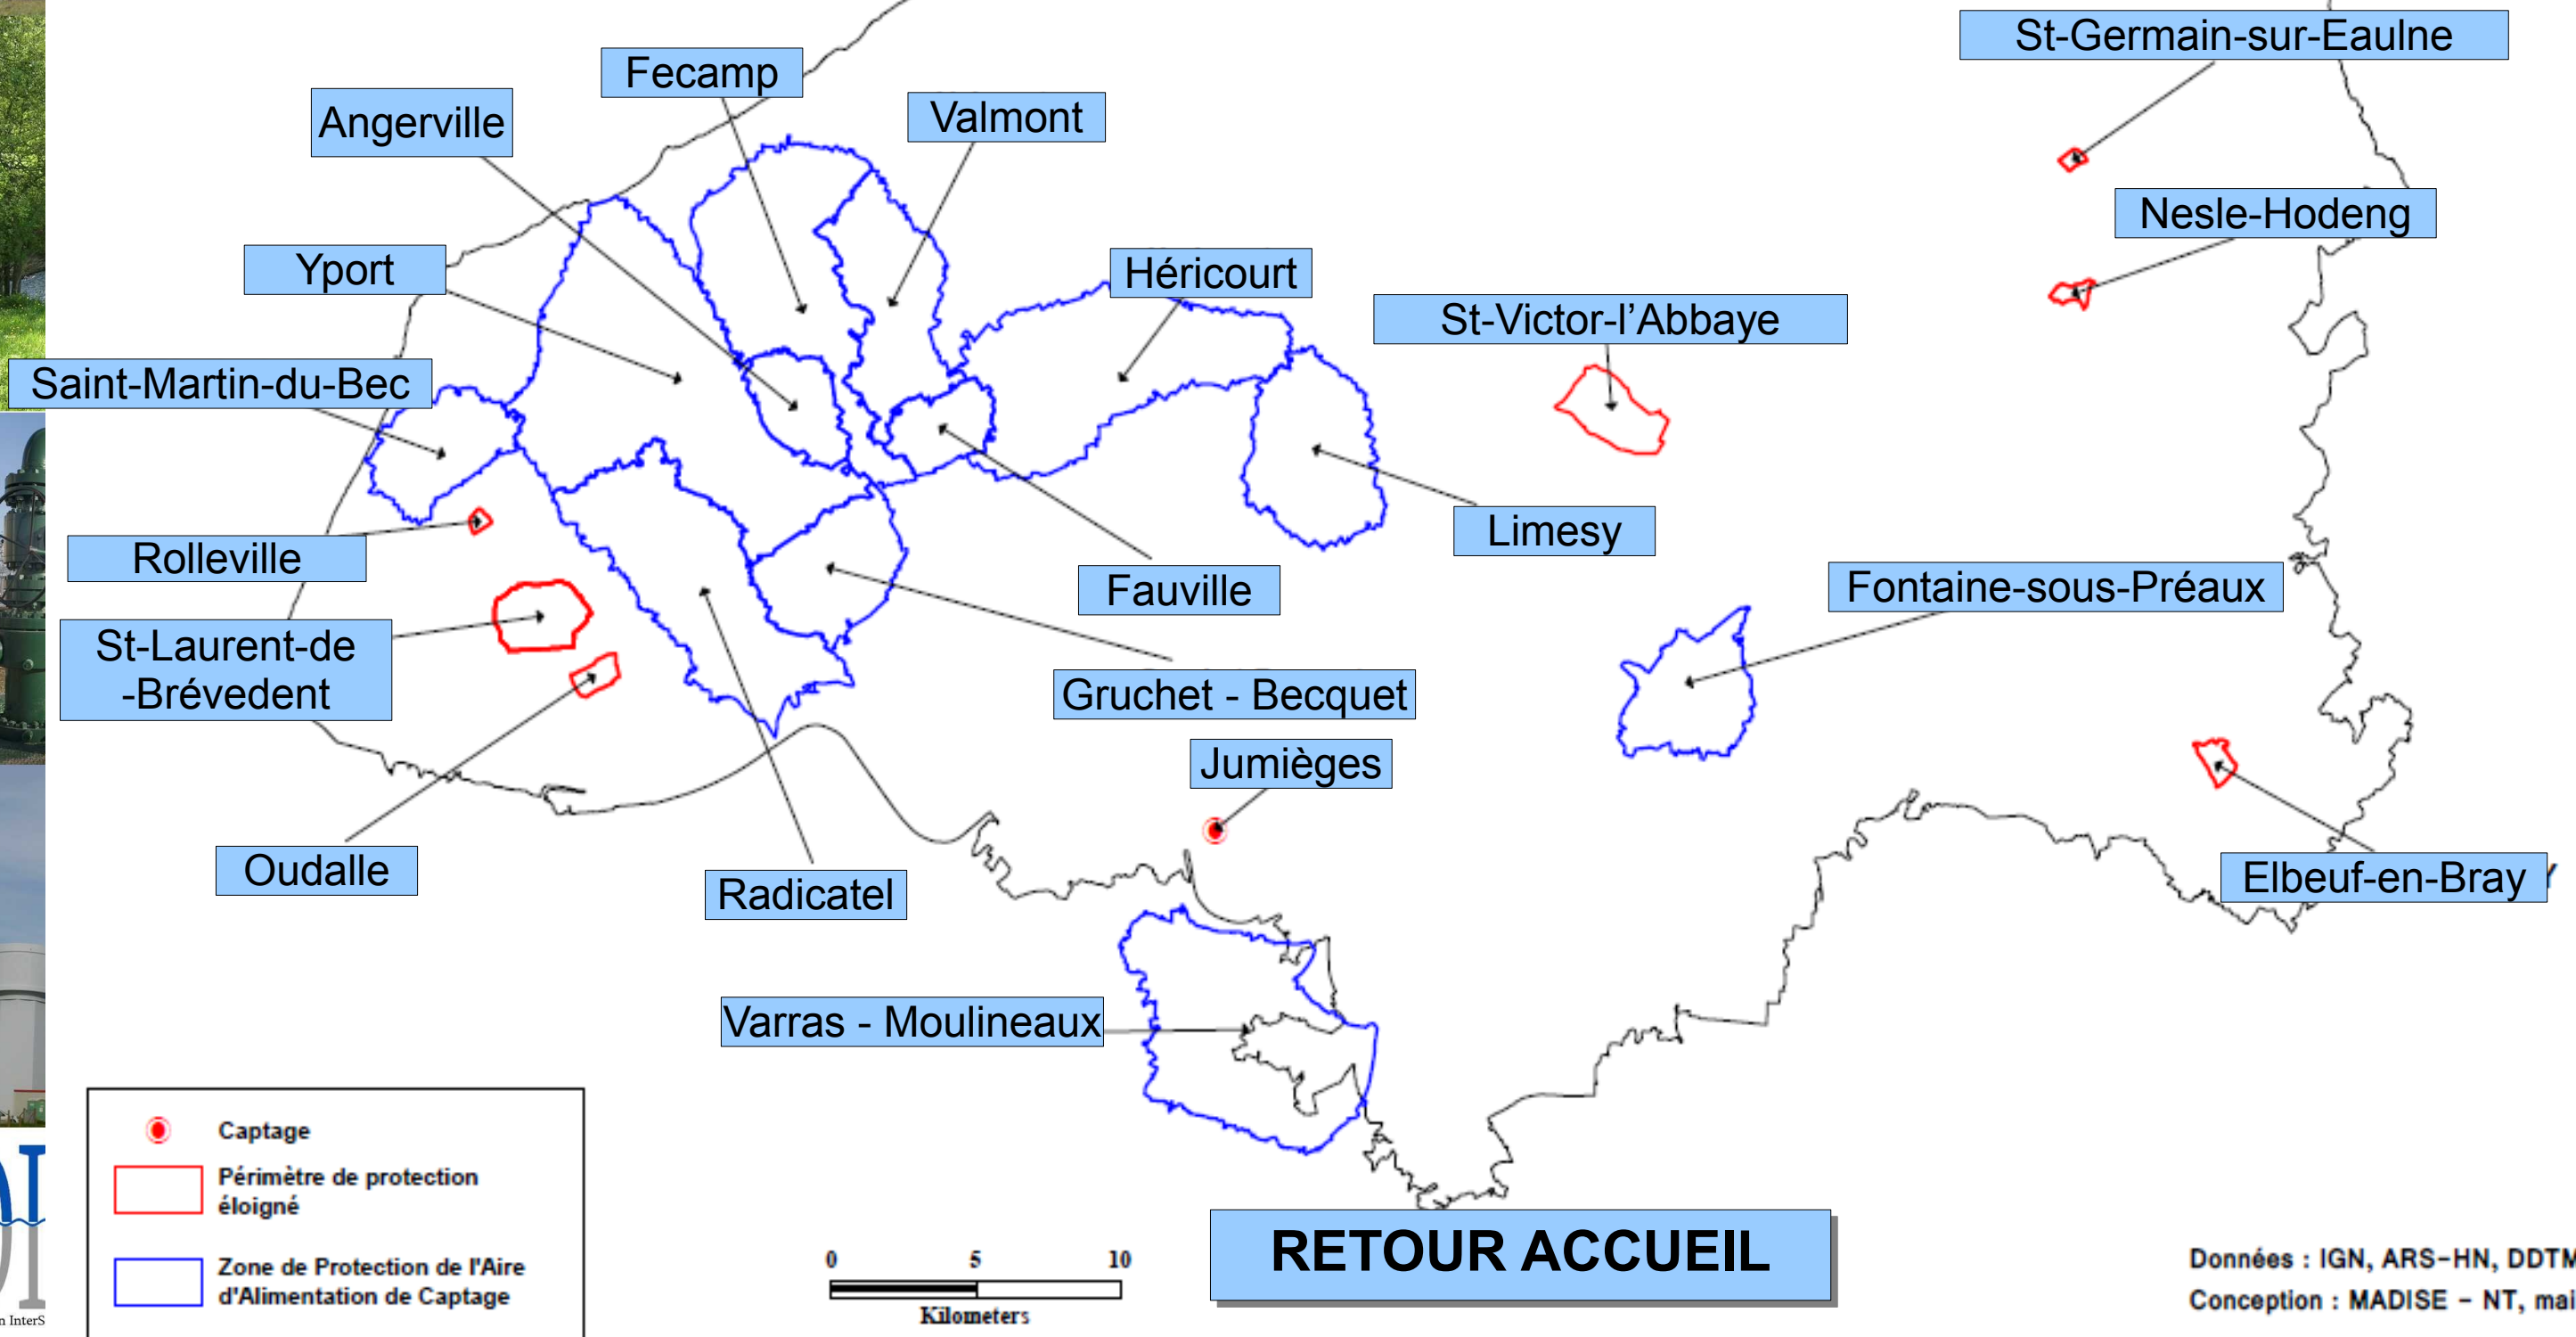 St-Germain-sur-Eaulne
Fecamp
Angerville
Valmont
Nesle-Hodeng
Yport
Héricourt
St-Victor-l’Abbaye
Saint-Martin-du-Bec
Limesy
Rolleville
Fauville
Fontaine-sous-Préaux
St-Laurent-de
-Brévedent
Gruchet - Becquet
Jumièges
Oudalle
Radicatel
Elbeuf-en-Bray
Varras - Moulineaux
Captage
Périmètre de protection
éloigné
Zone de Protection de l'Aire
d'Alimentation de Captage
0 5 10
Kilometers
RETOUR ACCUEIL
Données : IGN, ARS-HN, DDTM
Conception : MADISE - NT, mai
n InterS